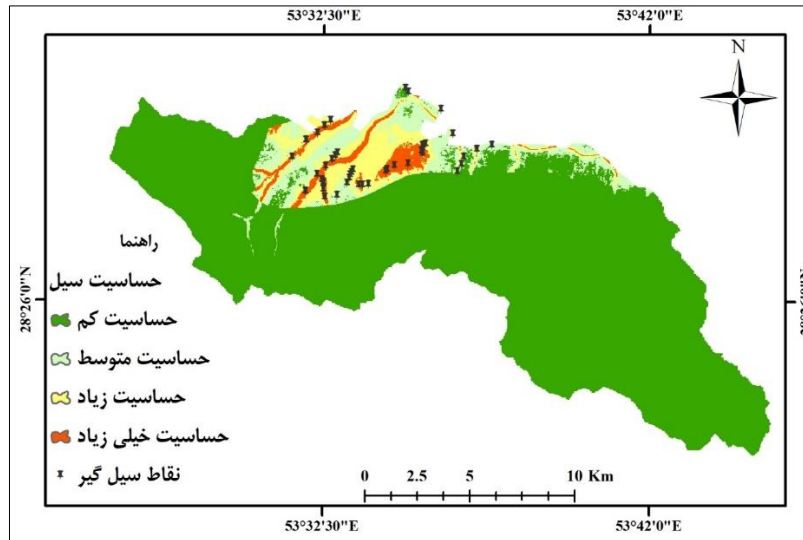 53°32'30"E 53°42'0"E
N
راهنما
حساسیت سیل
28°26'0"N
حساسیت کم
حساسیت متوسط
حساسیت زیاد
حساسیت خیلی زیاد
نقاط سیل گیر
0 2.5 5 10 Km
53°32'30"E 53°42'0"E